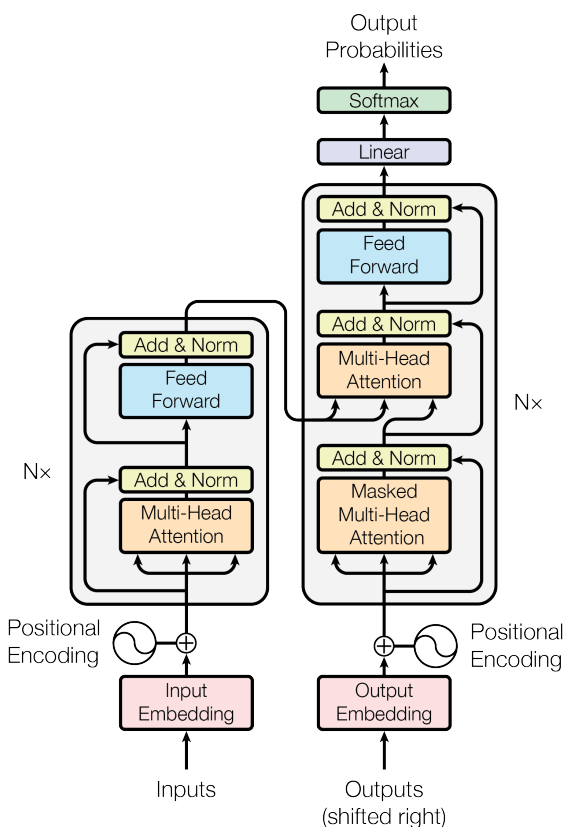 Output
Probabilities
Softmax
Linear
Add & Norm
Feed
Forward
Add & Norm
Multi-Head
Attention
Add & Norm
Masked
Multi-Head
Attention
N×
Add & Norm
Feed
Forward
Add & Norm
Multi-Head
Attention
N×
Positional
Encoding
Positional
Encoding
Input
Embedding
Output
Embedding
Inputs
Outputs
(shifted right)